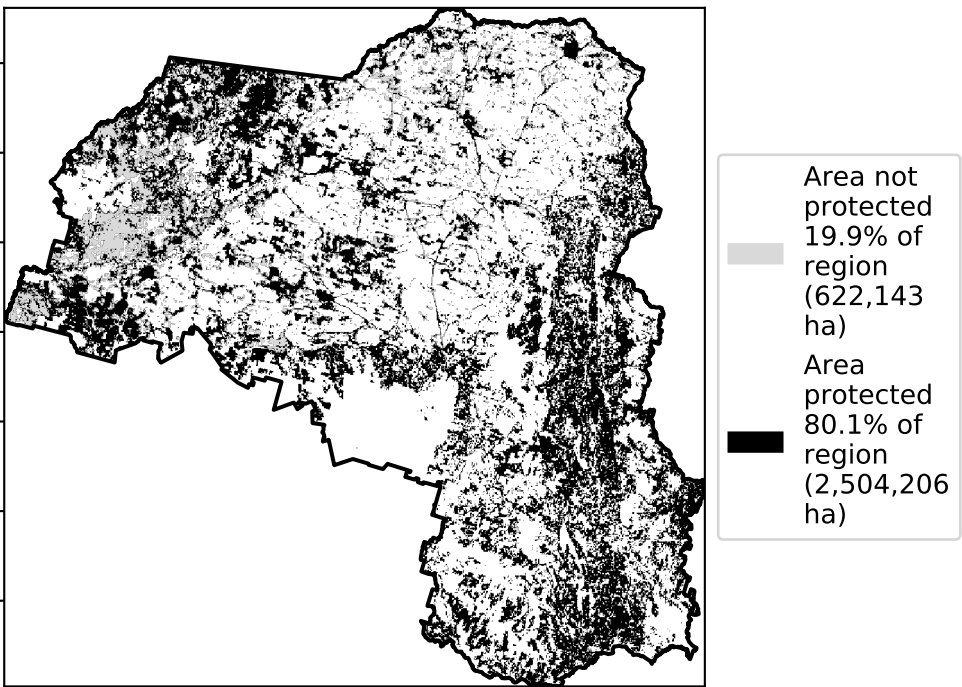 Area not
protected
19.9% of
region
(622,143
ha)
Area
protected
80.1% of
region
(2,504,206
ha)